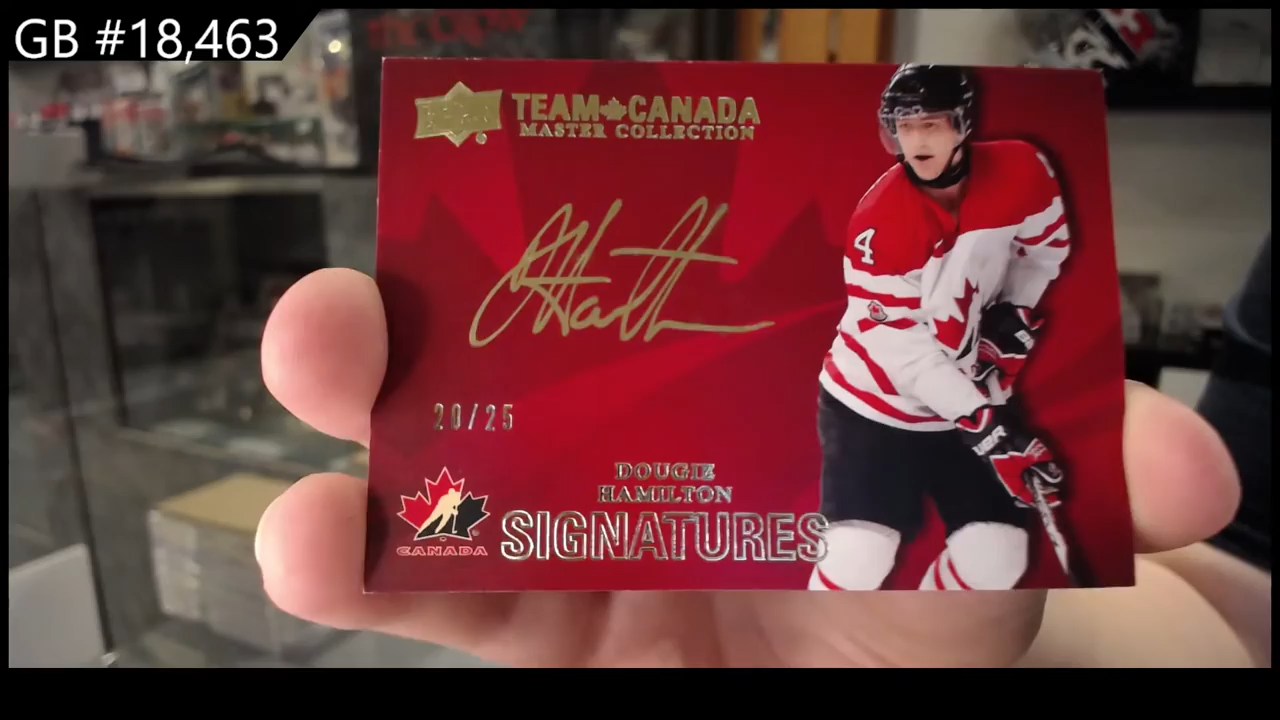 GB #18,463
TEAM CANADA
MASTER COLLECTION
4
20/25
DOUGIE
HAMILTON
CANADA
SIGNATURES